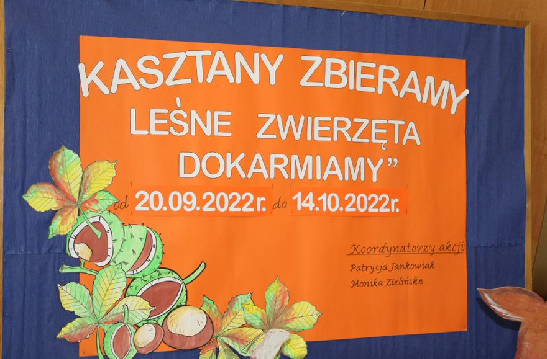 KASZTANY ZBIERAMY
LEŚNE ZWIERZĘTA
DOKARMIAMY”
od 20.09.2022r. do 14.10.2022r.
Koordynatorzy akcji
Patrycja Jankowiak
Monika Zielińska